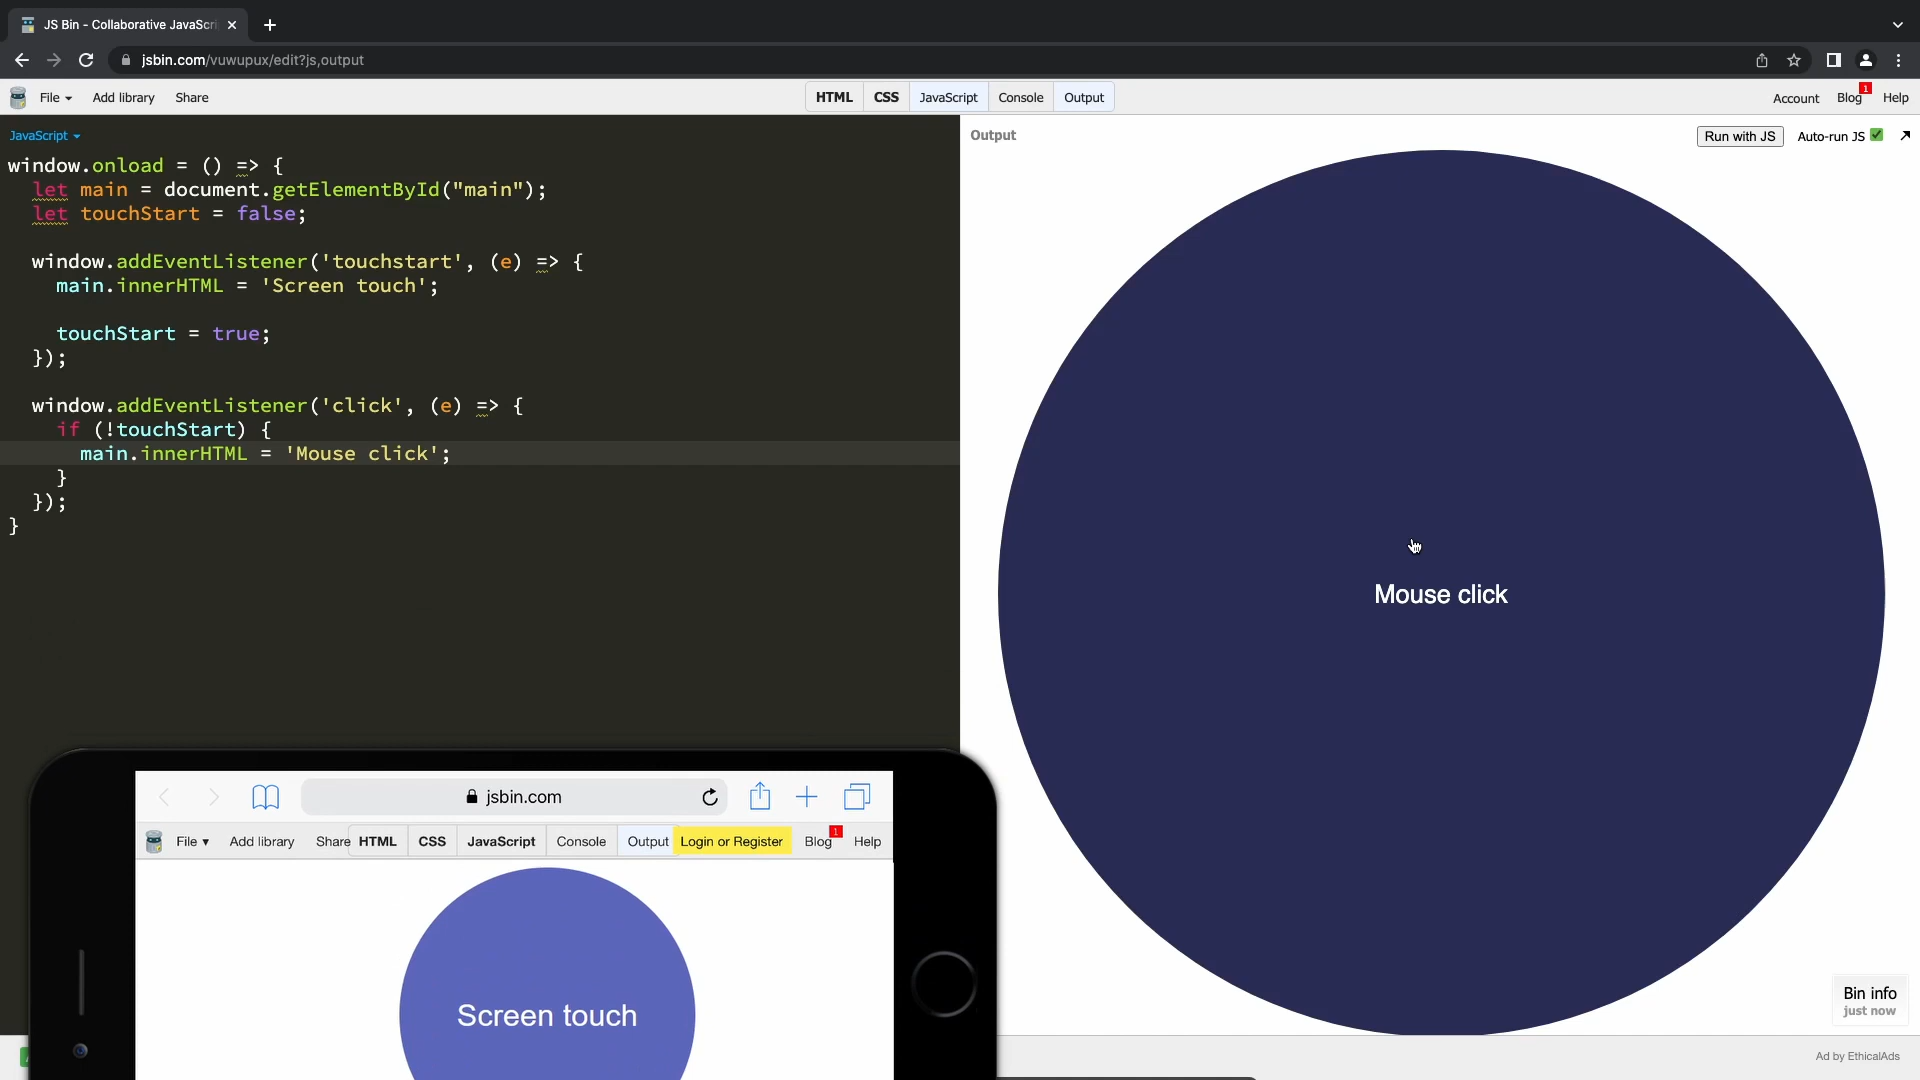 JS Bin - Collaborative JavaScri
jsbin.com/vuwupux/edit?js,output
File Add library Share
HTML CSS JavaScript Console Output
Account Blog 1 Help
JavaScript
window.onload = () => {
let main = document.getElementById("main");
let touchStart = false;
window.addEventListener('touchstart', (e) => {
main.innerHTML = 'Screen touch';
touchStart = true;
});
window.addEventListener('click', (e) => {
if (!touchStart) {
main.innerHTML = 'Mouse click';
}
});
}
Output
Run with JS Auto-run JS
Mouse click
Bin info
just now
Ad by EthicalAds
jsbin.com
File ▾ Add library Share HTML CSS JavaScript Console Output Login or Register Blog 1 Help
Screen touch